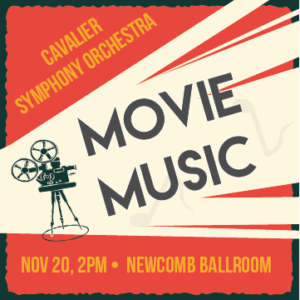 CAVALIER
SYMPHONY ORCHESTRA
MOVIE
MUSIC
NOV 20, 2PM • NEWCOMB BALLROOM